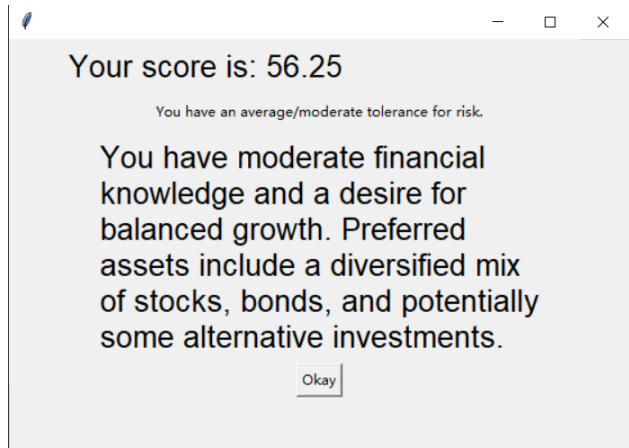 Your score is: 56.25
You have an average/moderate tolerance for risk.
You have moderate financial
knowledge and a desire for
balanced growth. Preferred
assets include a diversified mix
of stocks, bonds, and potentially
some alternative investments.
Okay